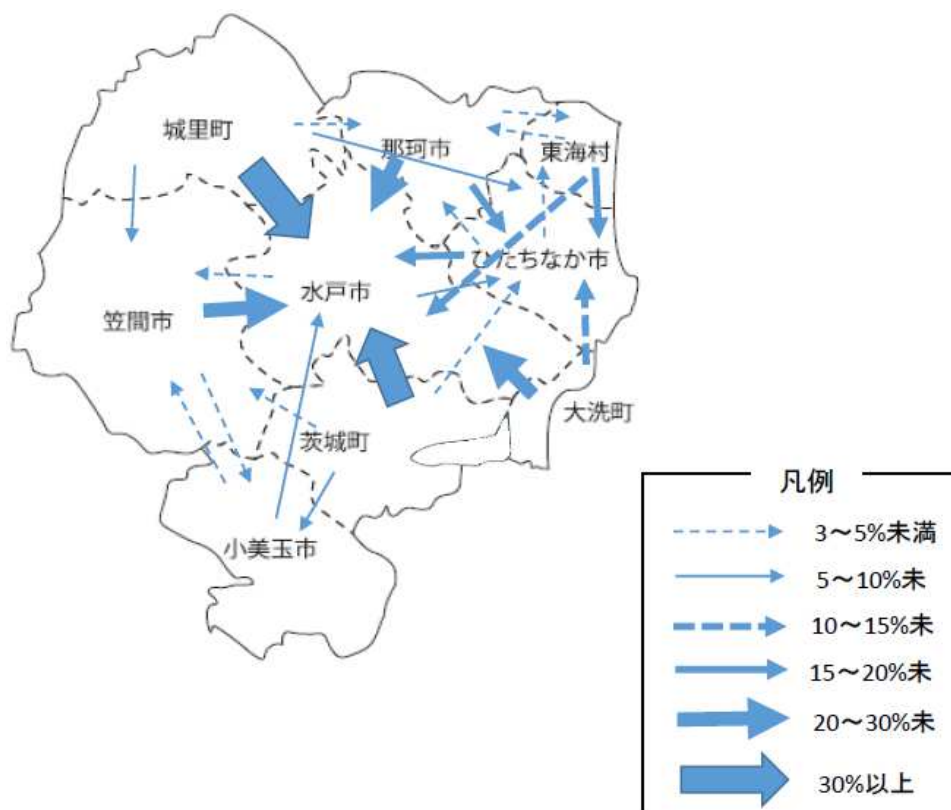 城里町
那珂市
東海村
ひたちなか市
水戸市
笠間市
大洗町
茨城町
小美玉市
凡例
3～5%未満
5～10%未
10～15%未
15～20%未
20～30%未
30%以上